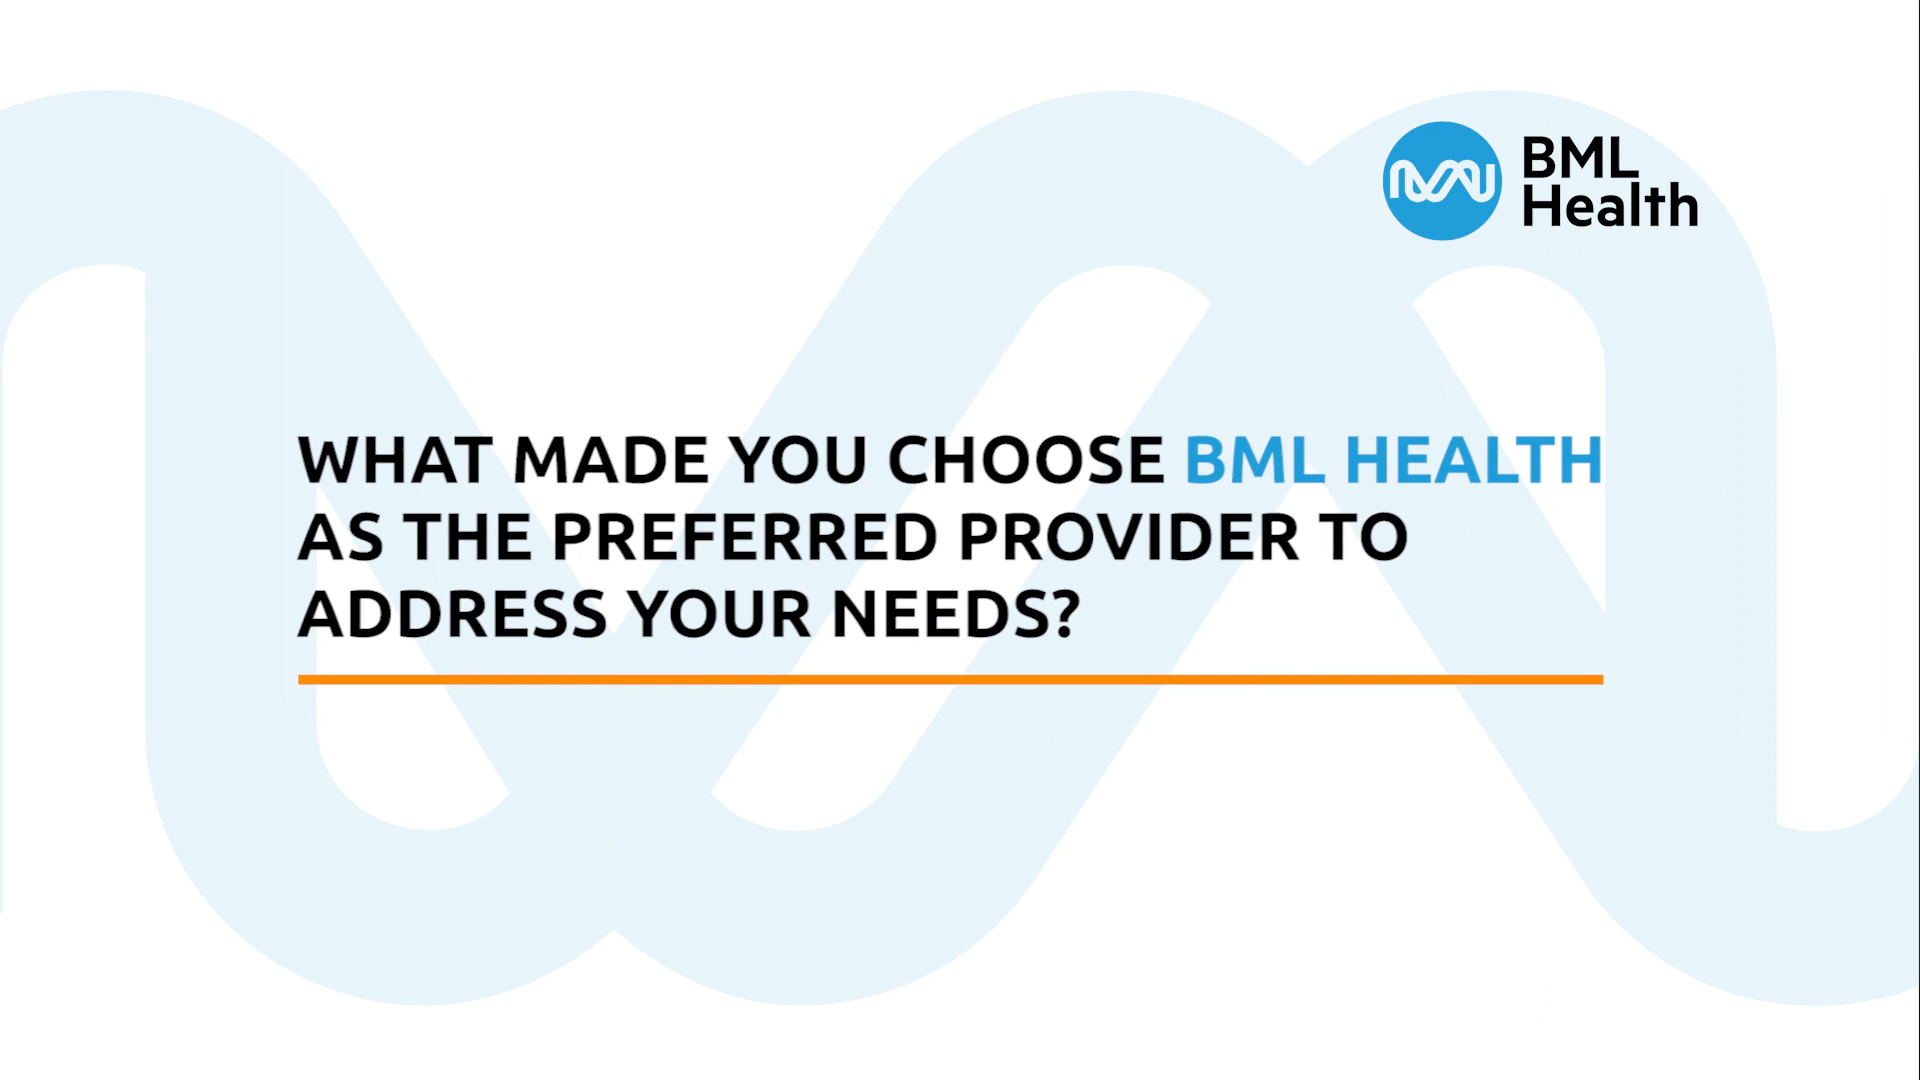 BML
Health
WHAT MADE YOU CHOOSE BML HEALTH
AS THE PREFERRED PROVIDER TO
ADDRESS YOUR NEEDS?